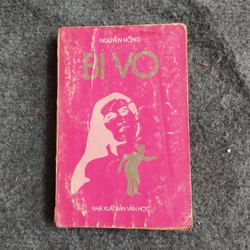 NGUYÊN HỒNG
BỈ VỎ
NHÀ XUẤT BẢN VĂN HỌC